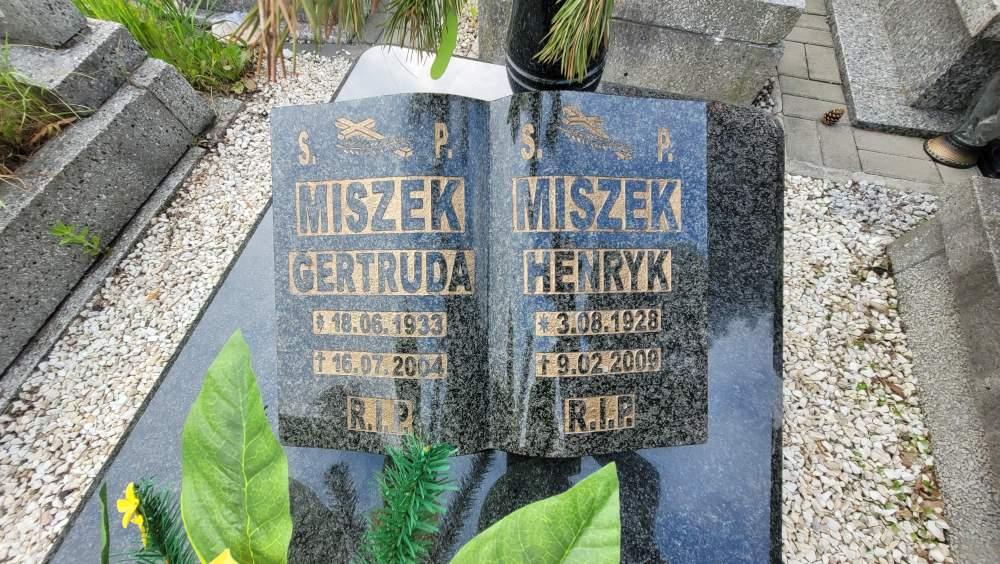 S. P.
MISZEK
GERTRUDA
* 18.06.1933
† 16.07.2004
R.I.P.
S. P.
MISZEK
HENRYK
* 3.08.1928
† 9.02.2009
R.I.P.